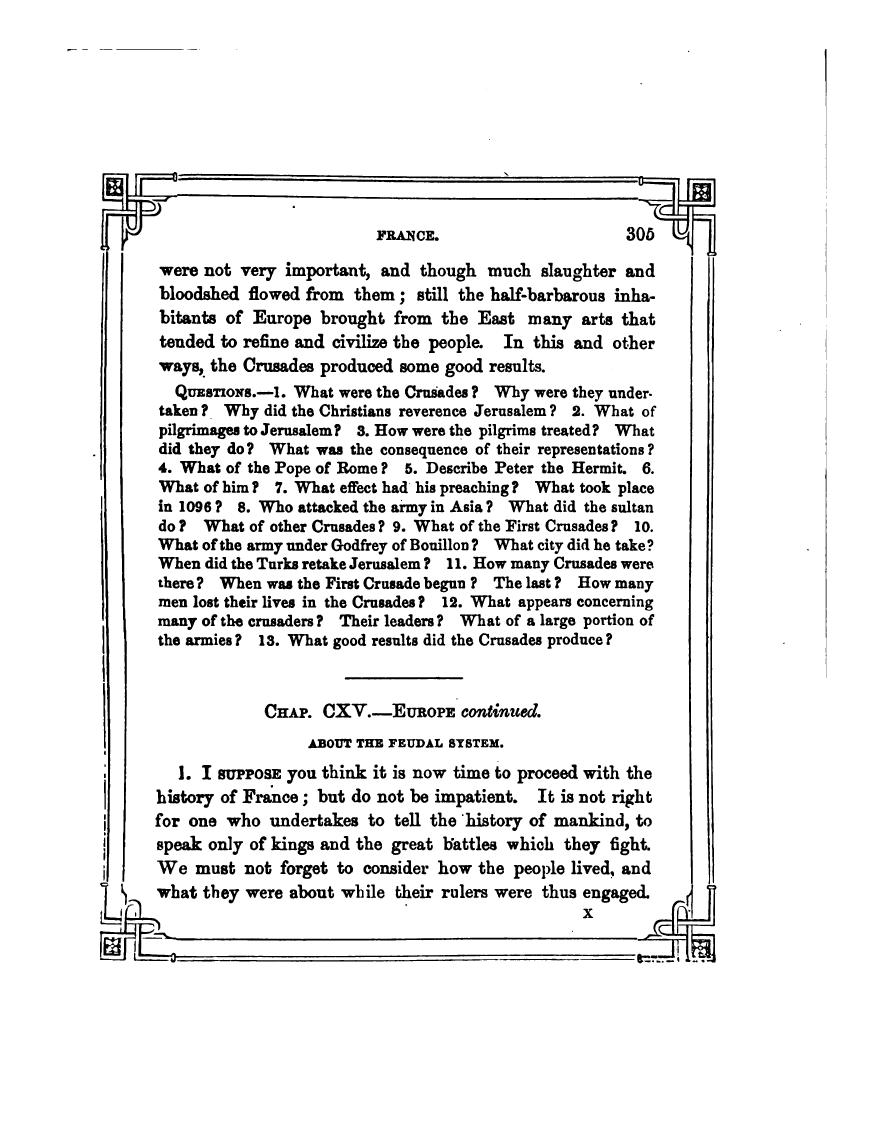 FRANCE. 305
were not very important, and though much slaughter and
bloodshed flowed from them ; still the half-barbarous inha-
bitants of Europe brought from the East many arts that
tended to refine and civilize the people. In this and other
ways, the Crusades produced some good results.
QUESTIONS.—1. What were the Crusades ? Why were they under-
taken ? Why did the Christians reverence Jerusalem ? 2. What of
pilgrimages to Jerusalem ? 3. How were the pilgrims treated ? What
did they do ? What was the consequence of their representations ?
4. What of the Pope of Rome ? 5. Describe Peter the Hermit. 6.
What of him ? 7. What effect had his preaching ? What took place
in 1096 ? 8. Who attacked the army in Asia ? What did the sultan
do ? What of other Crusades ? 9. What of the First Crusades ? 10.
What of the army under Godfrey of Bouillon ? What city did he take?
When did the Turks retake Jerusalem ? 11. How many Crusades were
there ? When was the First Crusade begun ? The last ? How many
men lost their lives in the Crusades ? 12. What appears concerning
many of the crusaders ? Their leaders ? What of a large portion of
the armies ? 13. What good results did the Crusades produce ?
CHAP. CXV.—EUROPE continued.
ABOUT THE FEUDAL SYSTEM.
1. I SUPPOSE you think it is now time to proceed with the
history of France ; but do not be impatient. It is not right
for one who undertakes to tell the history of mankind, to
speak only of kings and the great battles which they fight.
We must not forget to consider how the people lived, and
what they were about while their rulers were thus engaged.
X